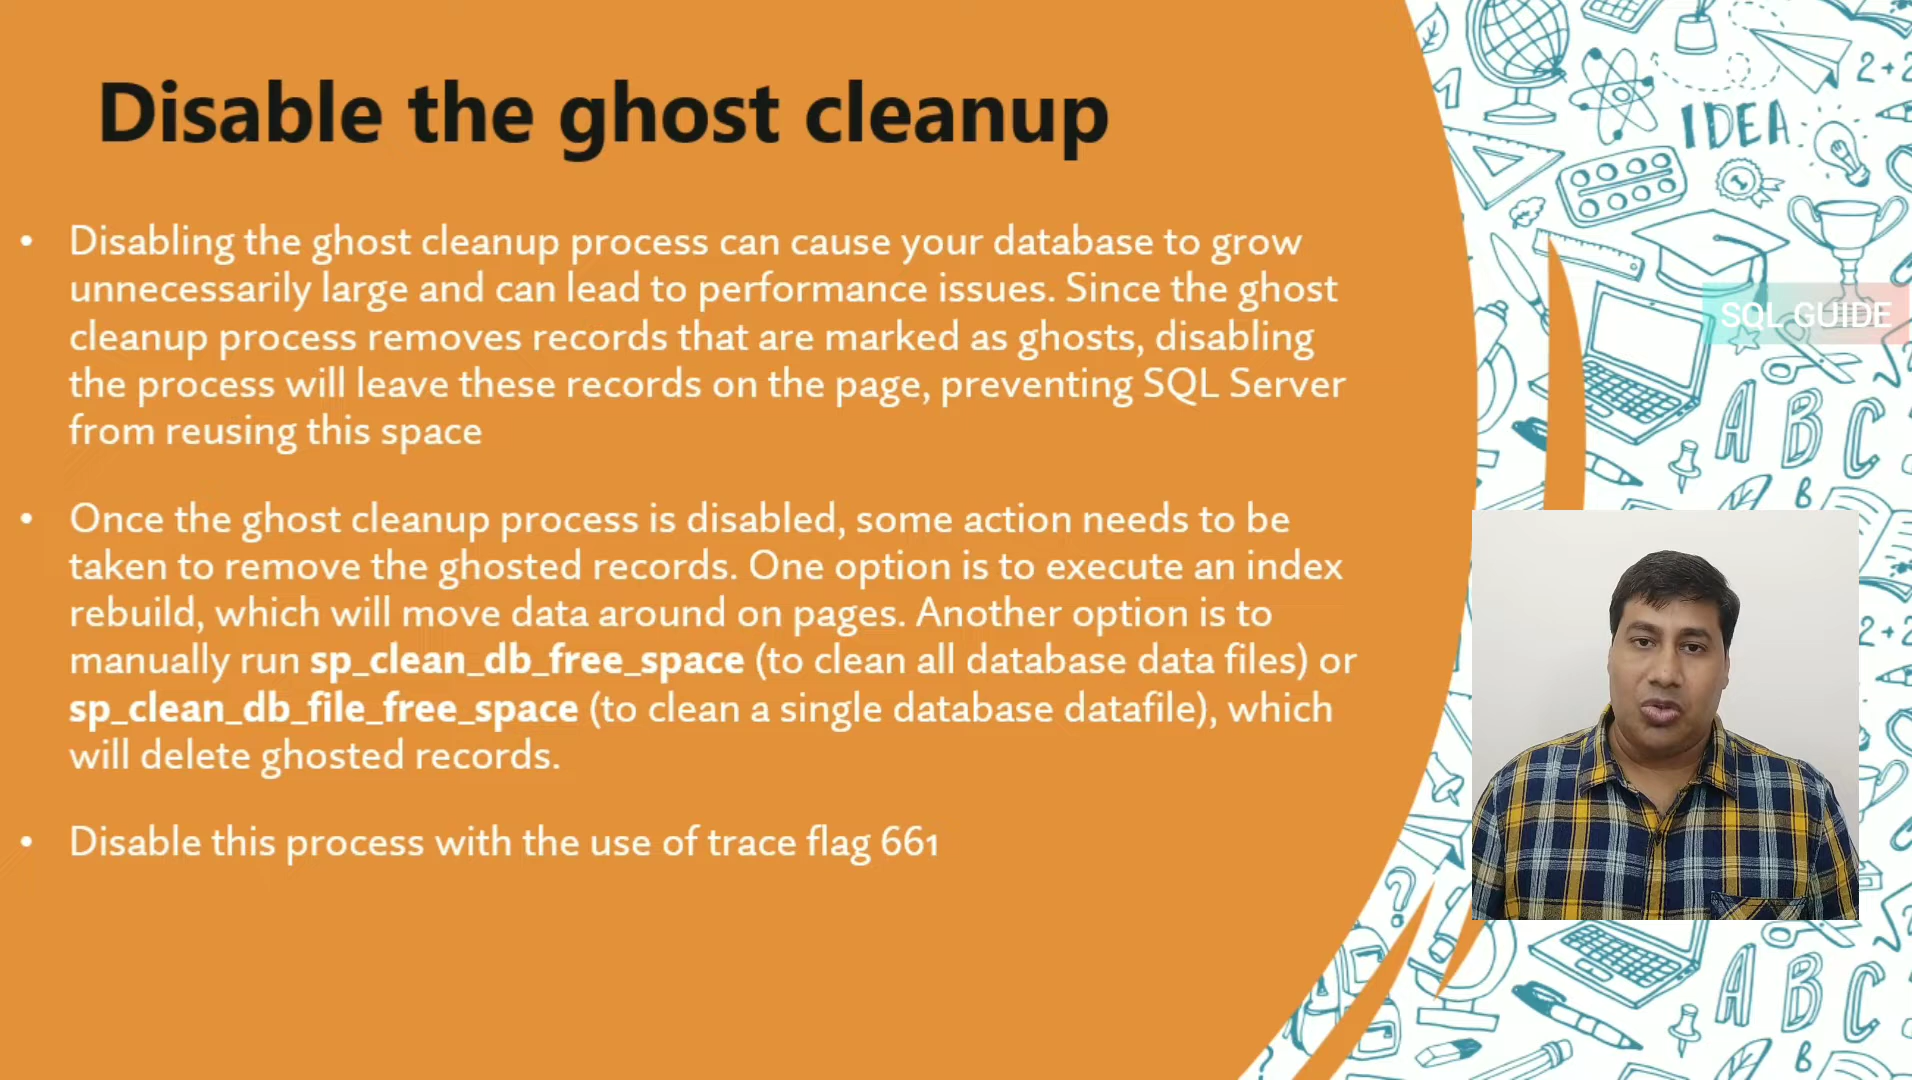 Disable the ghost cleanup
• Disabling the ghost cleanup process can cause your database to grow
unnecessarily large and can lead to performance issues. Since the ghost
cleanup process removes records that are marked as ghosts, disabling
the process will leave these records on the page, preventing SQL Server
from reusing this space
• Once the ghost cleanup process is disabled, some action needs to be
taken to remove the ghosted records. One option is to execute an index
rebuild, which will move data around on pages. Another option is to
manually run sp_clean_db_free_space (to clean all database data files) or
sp_clean_db_file_free_space (to clean a single database datafile), which
will delete ghosted records.
• Disable this process with the use of trace flag 661
2+2
1
IDEA
1
SQL GUIDE
A B C
B
2+2
A B C
B